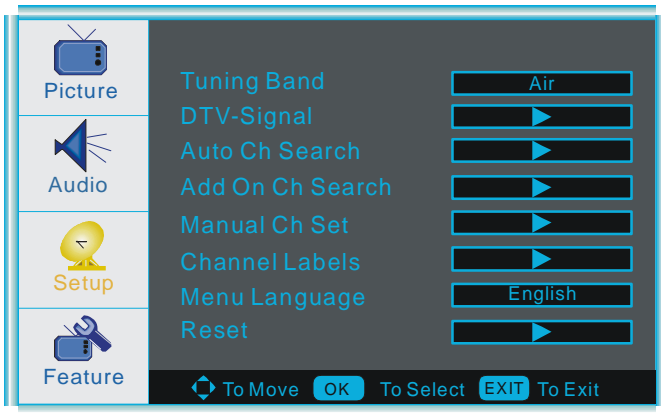 Picture
Audio
Setup
Feature
Tuning Band Air
DTV-Signal
Auto Ch Search
Add On Ch Search
Manual Ch Set
Channel Labels
Menu Language English
Reset
To Move OK To Select EXIT To Exit